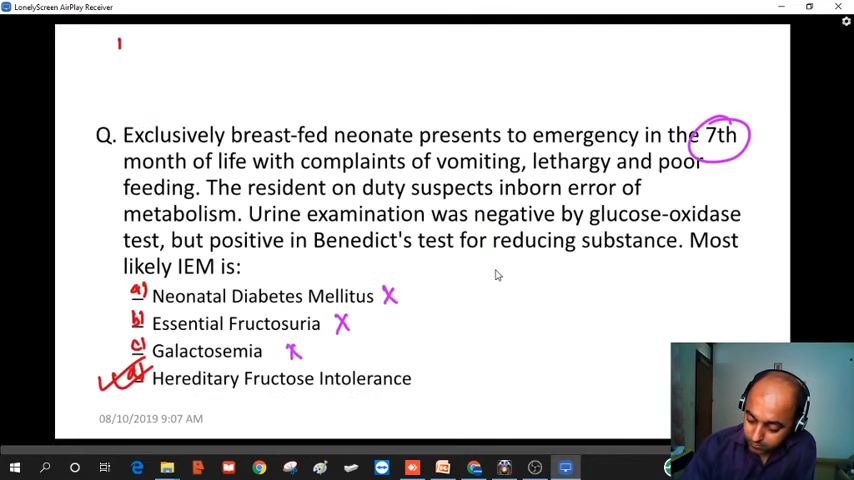 LonelyScreen AirPlay Receiver
Q. Exclusively breast-fed neonate presents to emergency in the 7th
month of life with complaints of vomiting, lethargy and poor
feeding. The resident on duty suspects inborn error of
metabolism. Urine examination was negative by glucose-oxidase
test, but positive in Benedict's test for reducing substance. Most
likely IEM is:
a) Neonatal Diabetes Mellitus X
b) Essential Fructosuria X
c) Galactosemia x
d) Hereditary Fructose Intolerance
08/10/2019 9:07 AM